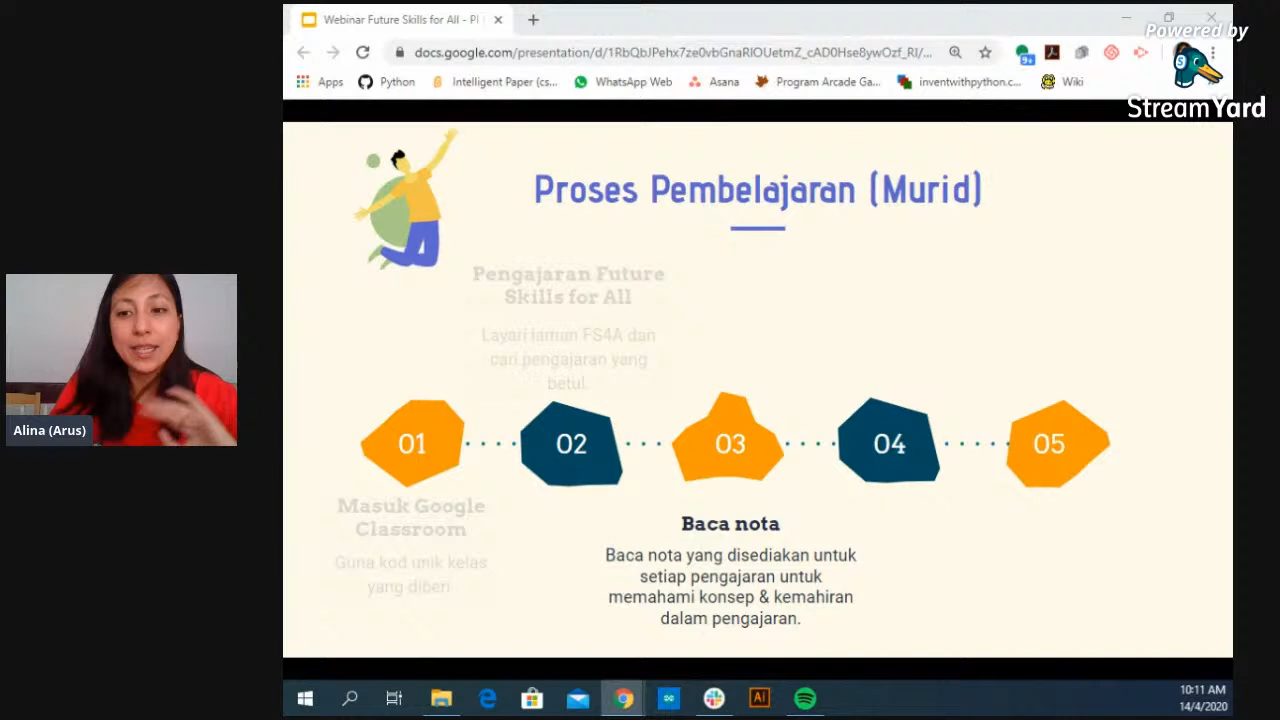 Webinar Future Skills for All - Pl
Powered by
docs.google.com/presentation/d/1RbQbJPehx7ze0vbGnaRlOUetmZ_cAD0Hse8ywOzf_RI/...
9+
Apps
Python
Intelligent Paper (cs...
WhatsApp Web
Asana
Program Arcade Ga...
inventwithpython.c...
Wiki
StreamYard
Proses Pembelajaran (Murid)
Pengajaran Future
Skills for All
Layari laman FS4A dan
cari pengajaran yang
betul.
01
02
03
04
05
Alina (Arus)
Masuk Google
Classroom
Guna kod unik kelas
yang diberi
Baca nota
Baca nota yang disediakan untuk
setiap pengajaran untuk
memahami konsep & kemahiran
dalam pengajaran.
Ai
10:11 AM
14/4/2020